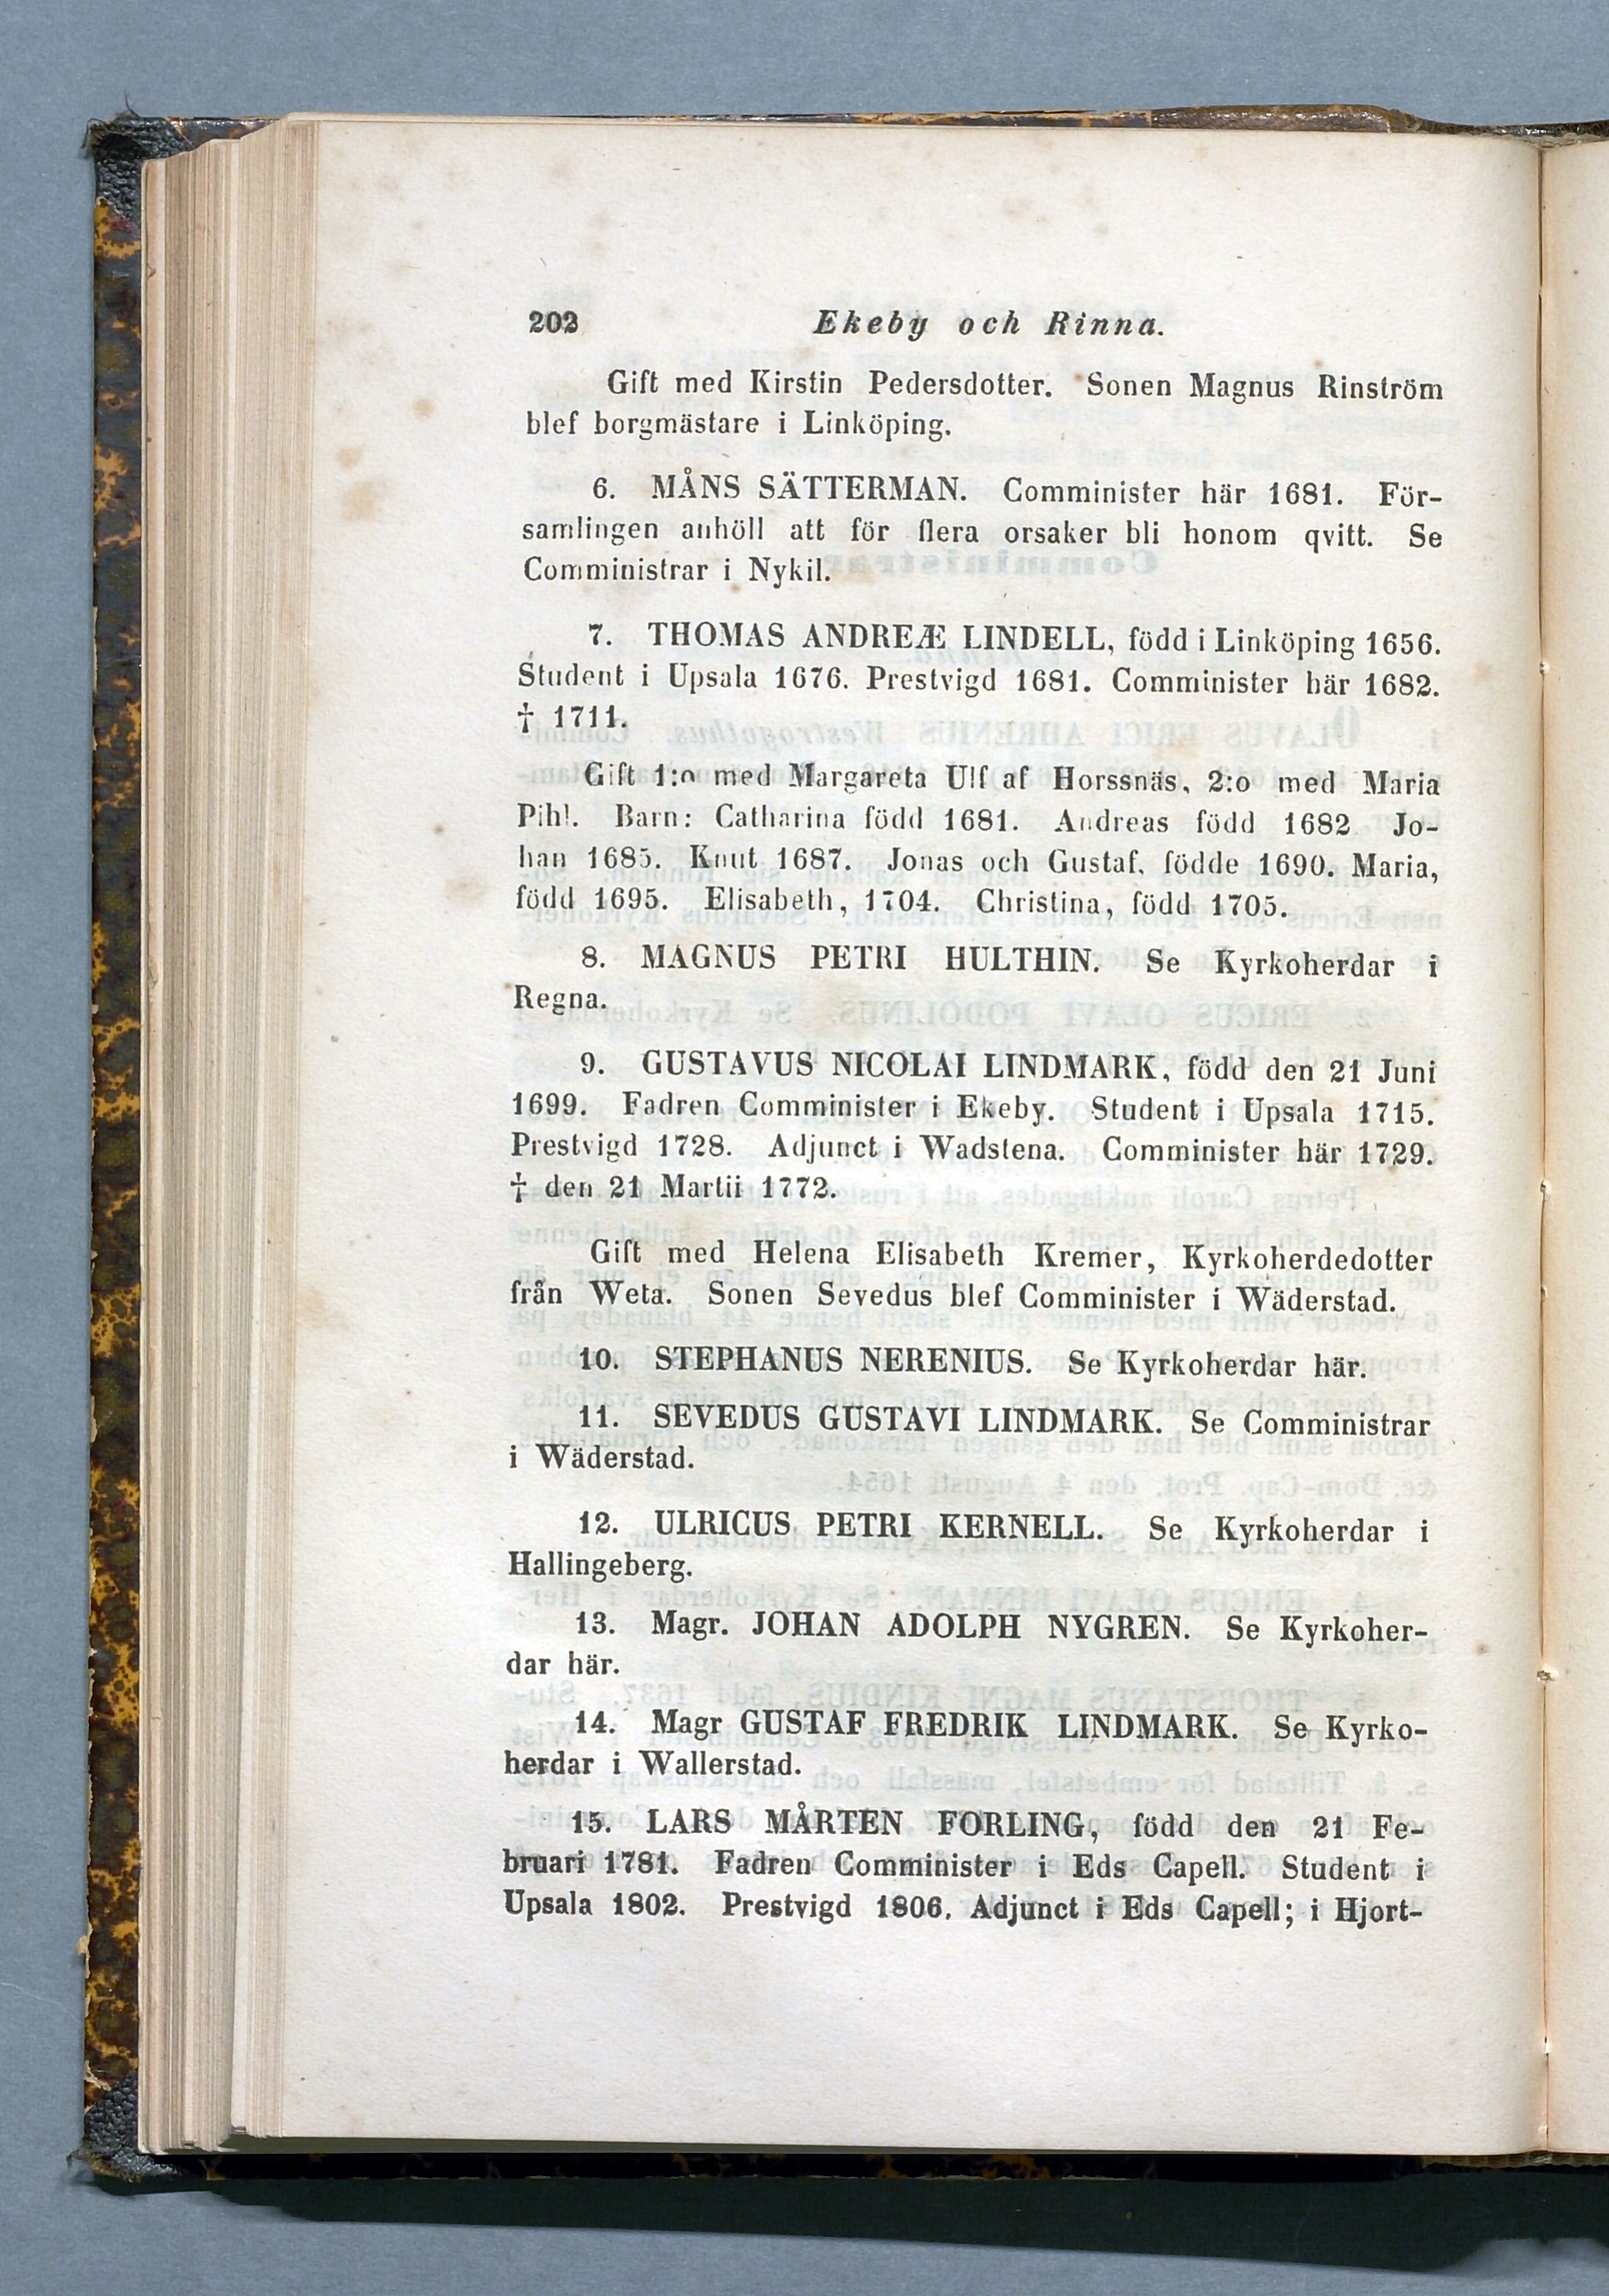 202 Ekeby och Rinna.
Gift med Kirstin Pedersdotter. Sonen Magnus Rinström
blef borgmästare i Linköping.
6. MÅNS SÄTTERMAN. Comminister här 1681. För-
samlingen anhöll att för flera orsaker bli honom qvitt. Se
Comministrar i Nykil.
7. THOMAS ANDREÆ LINDELL, född i Linköping 1656.
Student i Upsala 1676. Prestvigd 1681. Comminister här 1682.
† 1711.
Gift 1:o med Margareta Ulf af Horssnäs, 2:o med Maria
Pihl. Barn: Catharina född 1681. Andreas född 1682 Jo-
han 1685. Knut 1687. Jonas och Gustaf, födde 1690. Maria,
född 1695. Elisabeth, 1704. Christina, född 1705.
8. MAGNUS PETRI HULTHIN. Se Kyrkoherdar i
Regna.
9. GUSTAVUS NICOLAI LINDMARK, född den 21 Juni
1699. Fadren Comminister i Ekeby. Student i Upsala 1715.
Prestvigd 1728. Adjunct i Wadstena. Comminister här 1729.
† den 21 Martii 1772.
Gift med Helena Elisabeth Kremer, Kyrkoherdedotter
från Weta. Sonen Sevedus blef Comminister i Wäderstad.
10. STEPHANUS NERENIUS. Se Kyrkoherdar här.
11. SEVEDUS GUSTAVI LINDMARK. Se Comministrar
i Wäderstad.
12. ULRICUS PETRI KERNELL. Se Kyrkoherdar i
Hallingeberg.
13. Magr. JOHAN ADOLPH NYGREN. Se Kyrkoher-
dar här.
14. Magr GUSTAF FREDRIK LINDMARK. Se Kyrko-
herdar i Wallerstad.
15. LARS MÅRTEN FORLING, född den 21 Fe-
bruari 1781. Fadren Comminister i Eds Capell. Student i
Upsala 1802. Prestvigd 1806. Adjunct i Eds Capell; i Hjort-